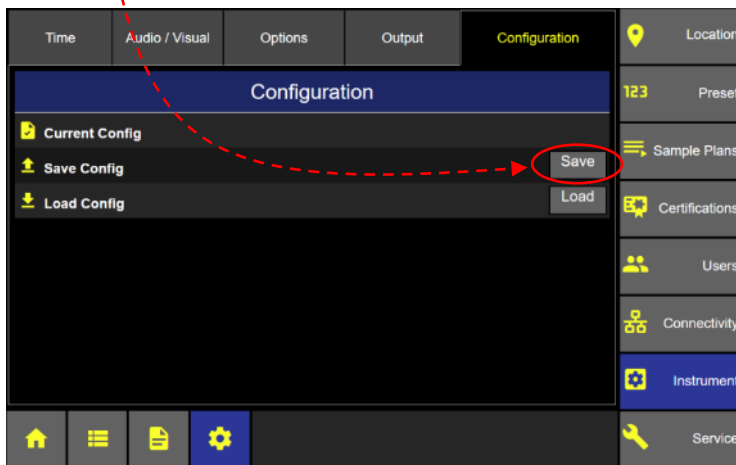 Time
Audio / Visual
Options
Output
Configuration
Configuration
Current Config
Save Config
Save
Load Config
Load
Location
123
Preset
Sample Plans
Certifications
Users
Connectivity
Instrument
Service